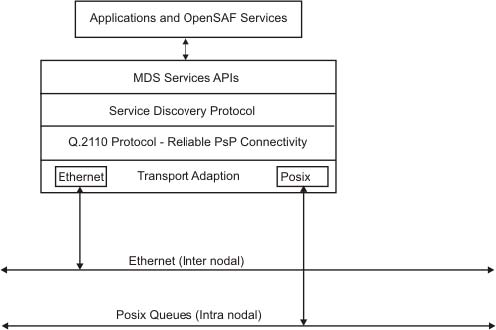 Applications and OpenSAF Services
MDS Services APIs
Service Discovery Protocol
Q.2110 Protocol - Reliable PsP Connectivity
Ethernet Transport Adaption Posix
Ethernet (Inter nodal)
Posix Queues (Intra nodal)